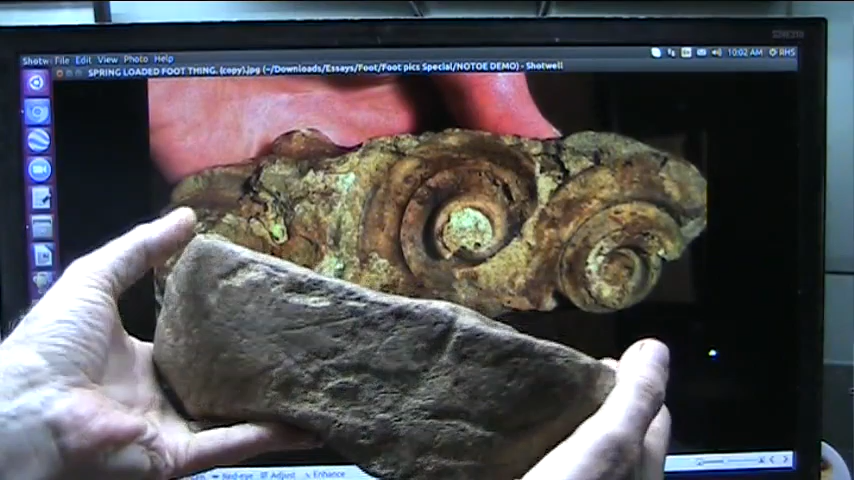 Shotw File Edit View Photo Help
10:02 AM RHS
SPRING LOADED FOOT THING. (copy).jpg (~/Downloads/Essays/Foot/Foot pics Special/NOTOE DEMO) - Shotwell
Red-eye Adjust Enhance